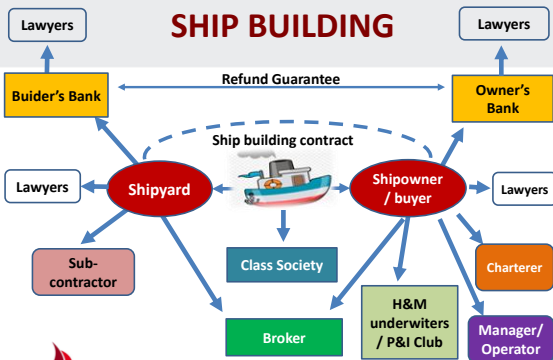 Lawyers
SHIP BUILDING
Lawyers
Refund Guarantee
Buider's Bank
Owner's
Bank
Ship building contract
Lawyers
Shipyard
Shipowner
/ buyer
Lawyers
Sub-
contractor
Class Society
Charterer
Broker
H&M
underwiters
/ P&I Club
Manager/
Operator